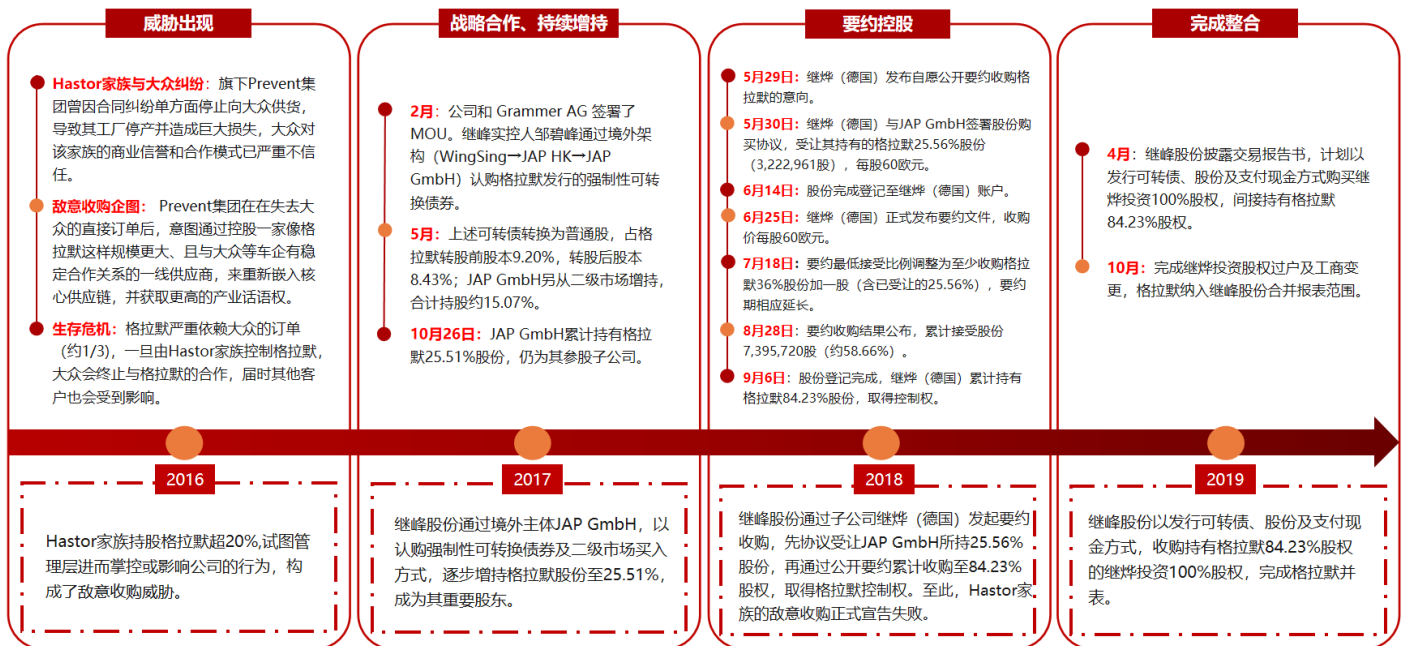 威胁出现
Hastor家族与大众纠纷：旗下Prevent集
团曾因合同纠纷单方面停止向大众供货，
导致其工厂停产并造成巨大损失，大众对
该家族的商业信誉和合作模式已严重不信
任。
敌意收购企图： Prevent集团在在失去大
众的直接订单后，意图通过控股一家像格
拉默这样规模更大、且与大众等车企有稳
定合作关系的一线供应商，来重新嵌入核
心供应链，并获取更高的产业话语权。
生存危机：格拉默严重依赖大众的订单
（约1/3)，一旦由Hastor家族控制格拉默，
大众会终止与格拉默的合作，届时其他客
户也会受到影响。
2016
Hastor家族持股格拉默超20%,试图管
理层进而掌控或影响公司的行为，构
成了敌意收购威胁。
战略合作、持续增持
2月：公司和 Grammer AG 签署了
MOU。继峰实控人邹碧峰通过境外架
构（WingSing→JAP HK→JAP
GmbH）认购格拉默发行的强制性可转
换债券。
5月：上述可转债转换为普通股，占格
拉默转股前股本9.20%，转股后股本
8.43%；JAP GmbH另从二级市场增持，
合计持股约15.07%。
10月26日：JAP GmbH累计持有格拉
默25.51%股份，仍为其参股子公司。
2017
继峰股份通过境外主体JAP GmbH，以
认购强制性可转换债券及二级市场买入
方式，逐步增持格拉默股份至25.51%，
成为其重要股东。
要约控股
5月29日：继烨（德国）发布自愿公开要约收购格
拉默的意向。
5月30日：继烨（德国）与JAP GmbH签署股份购
买协议，受让其持有的格拉默25.56%股份
（3,222,961股），每股60欧元。
6月14日：股份完成登记至继烨（德国）账户。
6月25日：继烨（德国）正式发布要约文件，收购
价每股60欧元。
7月18日：要约最低接受比例调整为至少收购格拉
默36%股份加一股（含已受让的25.56%），要约
期相应延长。
8月28日：要约收购结果公布，累计接受股份
7,395,720股（约58.66%）。
9月6日：股份登记完成，继烨（德国）累计持有
格拉默84.23%股份，取得控制权。
2018
继峰股份通过子公司继烨（德国）发起要约
收购，先协议受让JAP GmbH所持25.56%
股份，再通过公开要约累计收购至84.23%
股权，取得格拉默控制权。至此，Hastor家
族的敌意收购正式宣告失败。
完成整合
4月：继峰股份披露交易报告书，计划以
发行可转债、股份及支付现金方式购买继
烨投资100%股权，间接持有格拉默
84.23%股权。
10月：完成继烨投资股权过户及工商变
更，格拉默纳入继峰股份合并报表范围。
2019
继峰股份以发行可转债、股份及支付现
金方式，收购持有格拉默84.23%股权
的继烨投资100%股权，完成格拉默并
表。